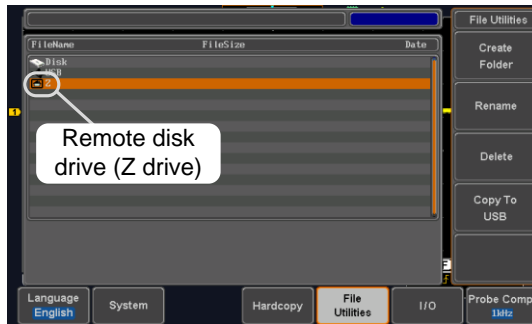 File Utilities
FileName FileSize Date
Disk
USB
Z
1
Remote disk
drive (Z drive)
Create
Folder
Rename
Delete
Copy To
USB
F
Language
English
System
Hardcopy
File
Utilities
I/O
Probe Comp
1kHz